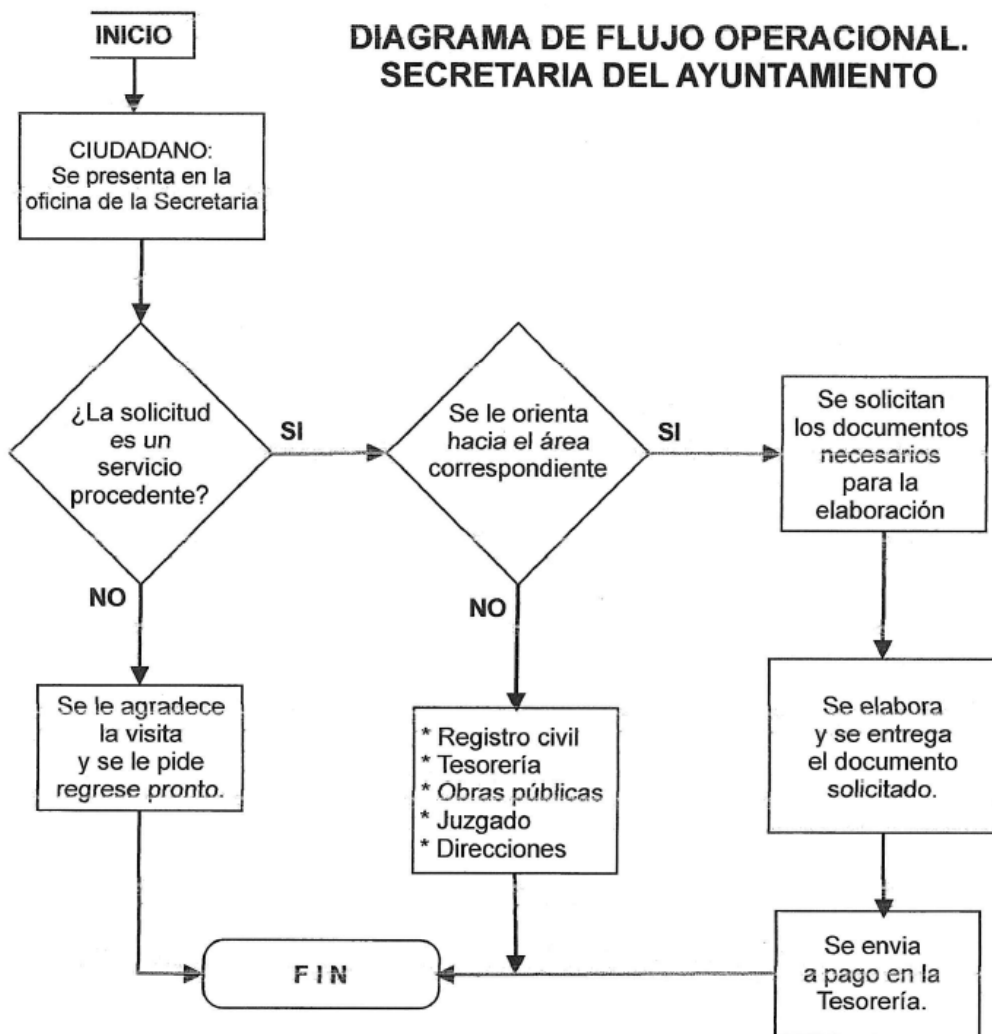 INICIO
DIAGRAMA DE FLUJO OPERACIONAL.
SECRETARIA DEL AYUNTAMIENTO
CIUDADANO:
Se presenta en la
oficina de la Secretaria
¿La solicitud
es un
servicio
procedente?
SI
NO
Se le orienta
hacia el área
correspondiente
SI
NO
Se solicitan
los documentos
necesarios
para la
elaboración
Se le agradece
la visita
y se le pide
regrese pronto.
* Registro civil
* Tesorería
* Obras públicas
* Juzgado
* Direcciones
Se elabora
y se entrega
el documento
solicitado.
Se envia
a pago en la
Tesorería.
FIN